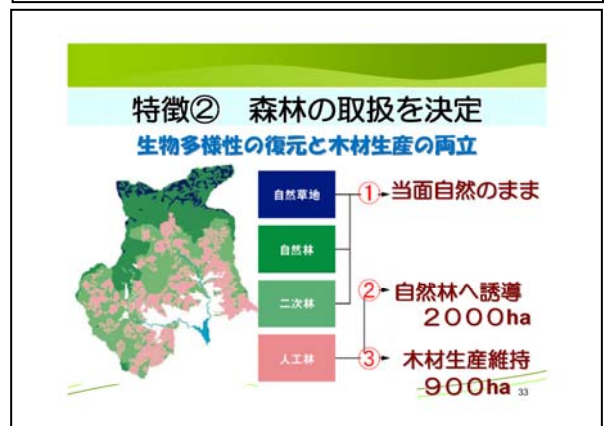 特徴② 森林の取扱を決定
生物多様性の復元と木材生産の両立
自然草地
①
当面自然のまま
自然林
二次林
②
自然林へ誘導
2000ha
人工林
③
木材生産維持
900ha
33